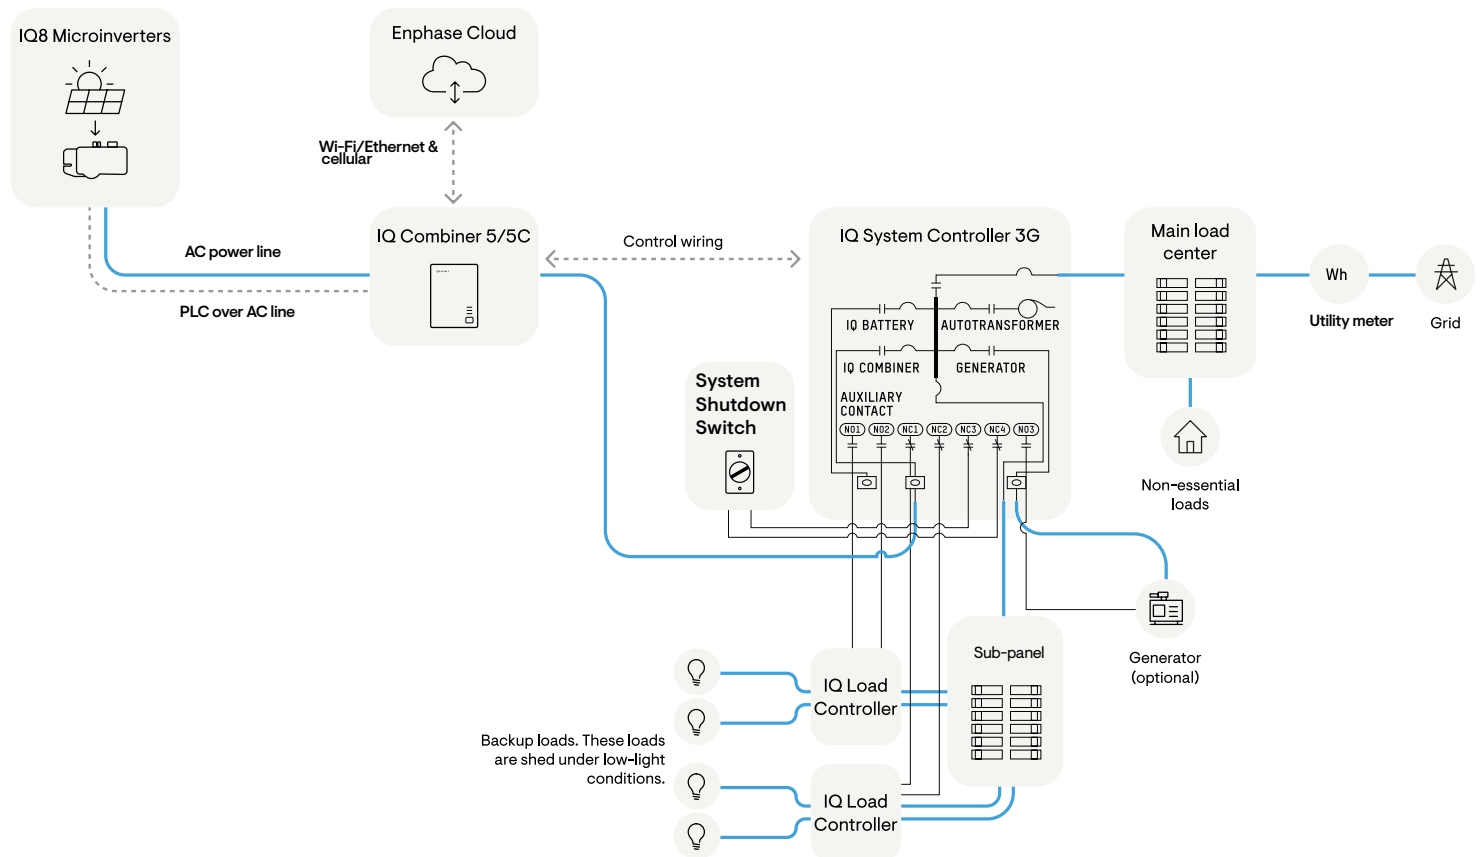 IQ8 Microinverters
Enphase Cloud
Wi-Fi/Ethernet &
cellular
AC power line
PLC over AC line
IQ Combiner 5/5C
Control wiring
IQ System Controller 3G
IQ BATTERY
AUTOTRANSFORMER
IQ COMBINER
GENERATOR
AUXILIARY
CONTACT
NO1
NO2
NC1
NC2
NC3
NC4
NO3
System
Shutdown
Switch
Main load
center
Wh
Utility meter
Grid
Non-essential
loads
Generator
(optional)
Sub-panel
IQ Load
Controller
Backup loads. These loads
are shed under low-light
conditions.
IQ Load
Controller